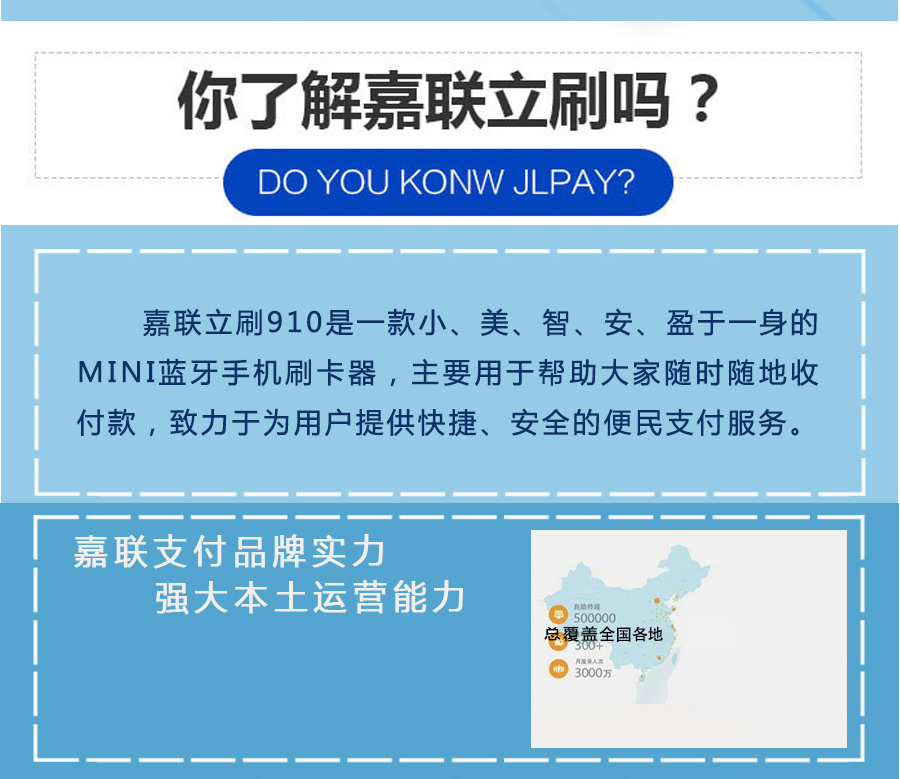 你了解嘉联立刷吗？
DO YOU KONW JLPAY?
嘉联立刷910是一款小、美、智、安、盈于一身的
MINI蓝牙手机刷卡器，主要用于帮助大家随时随地收
付款，致力于为用户提供快捷、安全的便民支付服务。
嘉联支付品牌实力
强大本土运营能力
自助终端
500000
总覆盖全国各地
300+
3000万